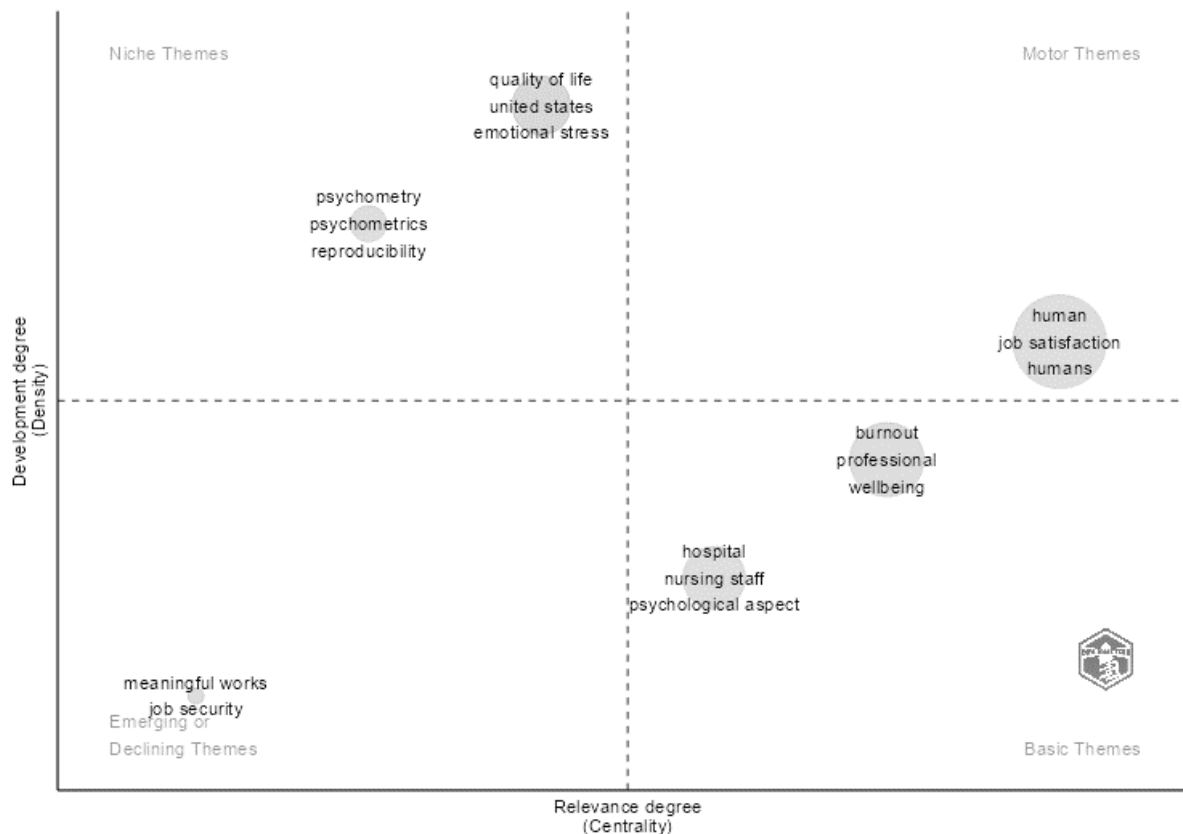 Niche Themes
Motor Themes
quality of life
united states
emotional stress
psychometry
psychometrics
reproducibility
human
job satisfaction
humans
burnout
professional
wellbeing
hospital
nursing staff
psychological aspect
meaningful works
job security
Emerging or
Declining Themes
Basic Themes
Development degree
(Density)
Relevance degree
(Centrality)